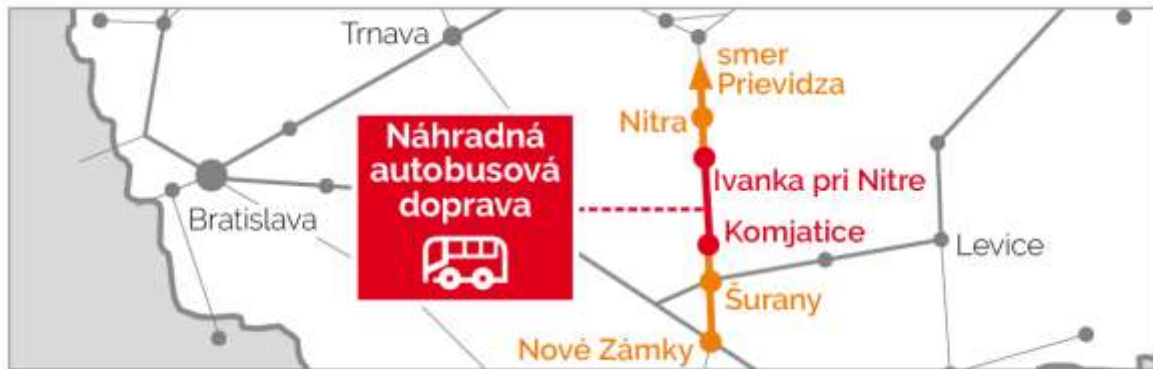 Trnava
smer
Prievidza
Nitra
Náhradná
autobusová
doprava
Ivanka pri Nitre
Bratislava
Komjatice
Levice
Šurany
Nové Zámky